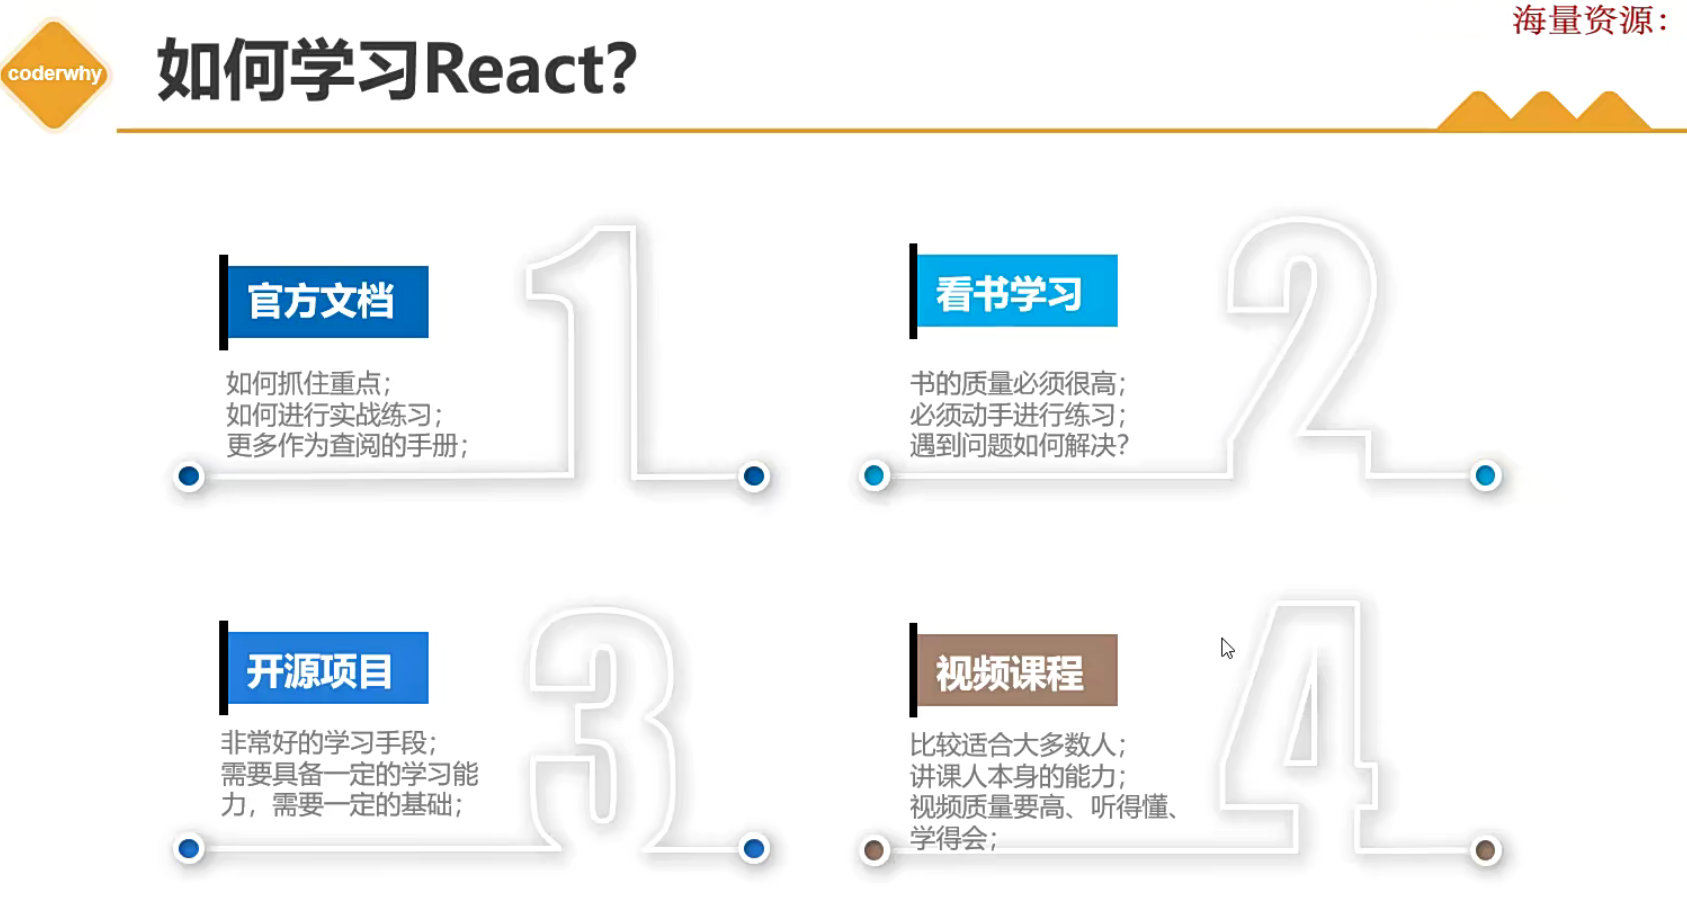 海量资源：
coderwhy
如何学习React？
1
官方文档
如何抓住重点；
如何进行实战练习；
更多作为查阅的手册；
2
看书学习
书的质量必须很高；
必须动手进行练习；
遇到问题如何解决？
3
开源项目
非常好的学习手段；
需要具备一定的学习能
力，需要一定的基础；
4
视频课程
比较适合大多数人；
讲课人本身的能力；
视频质量要高、听得懂、
学得会；